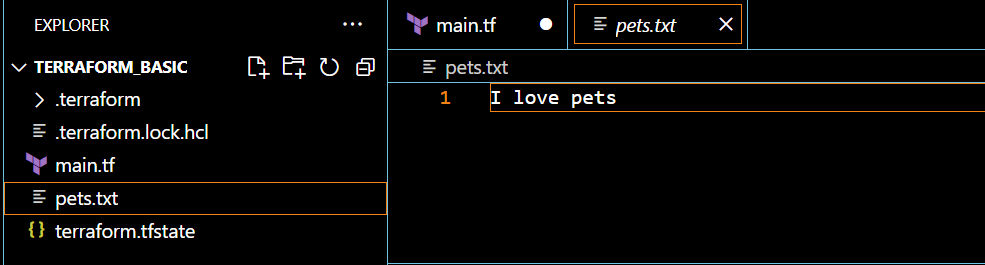 EXPLORER
TERRAFORM_BASIC
.terraform
.terraform.lock.hcl
main.tf
pets.txt
terraform.tfstate
main.tf
pets.txt
pets.txt
1 I love pets